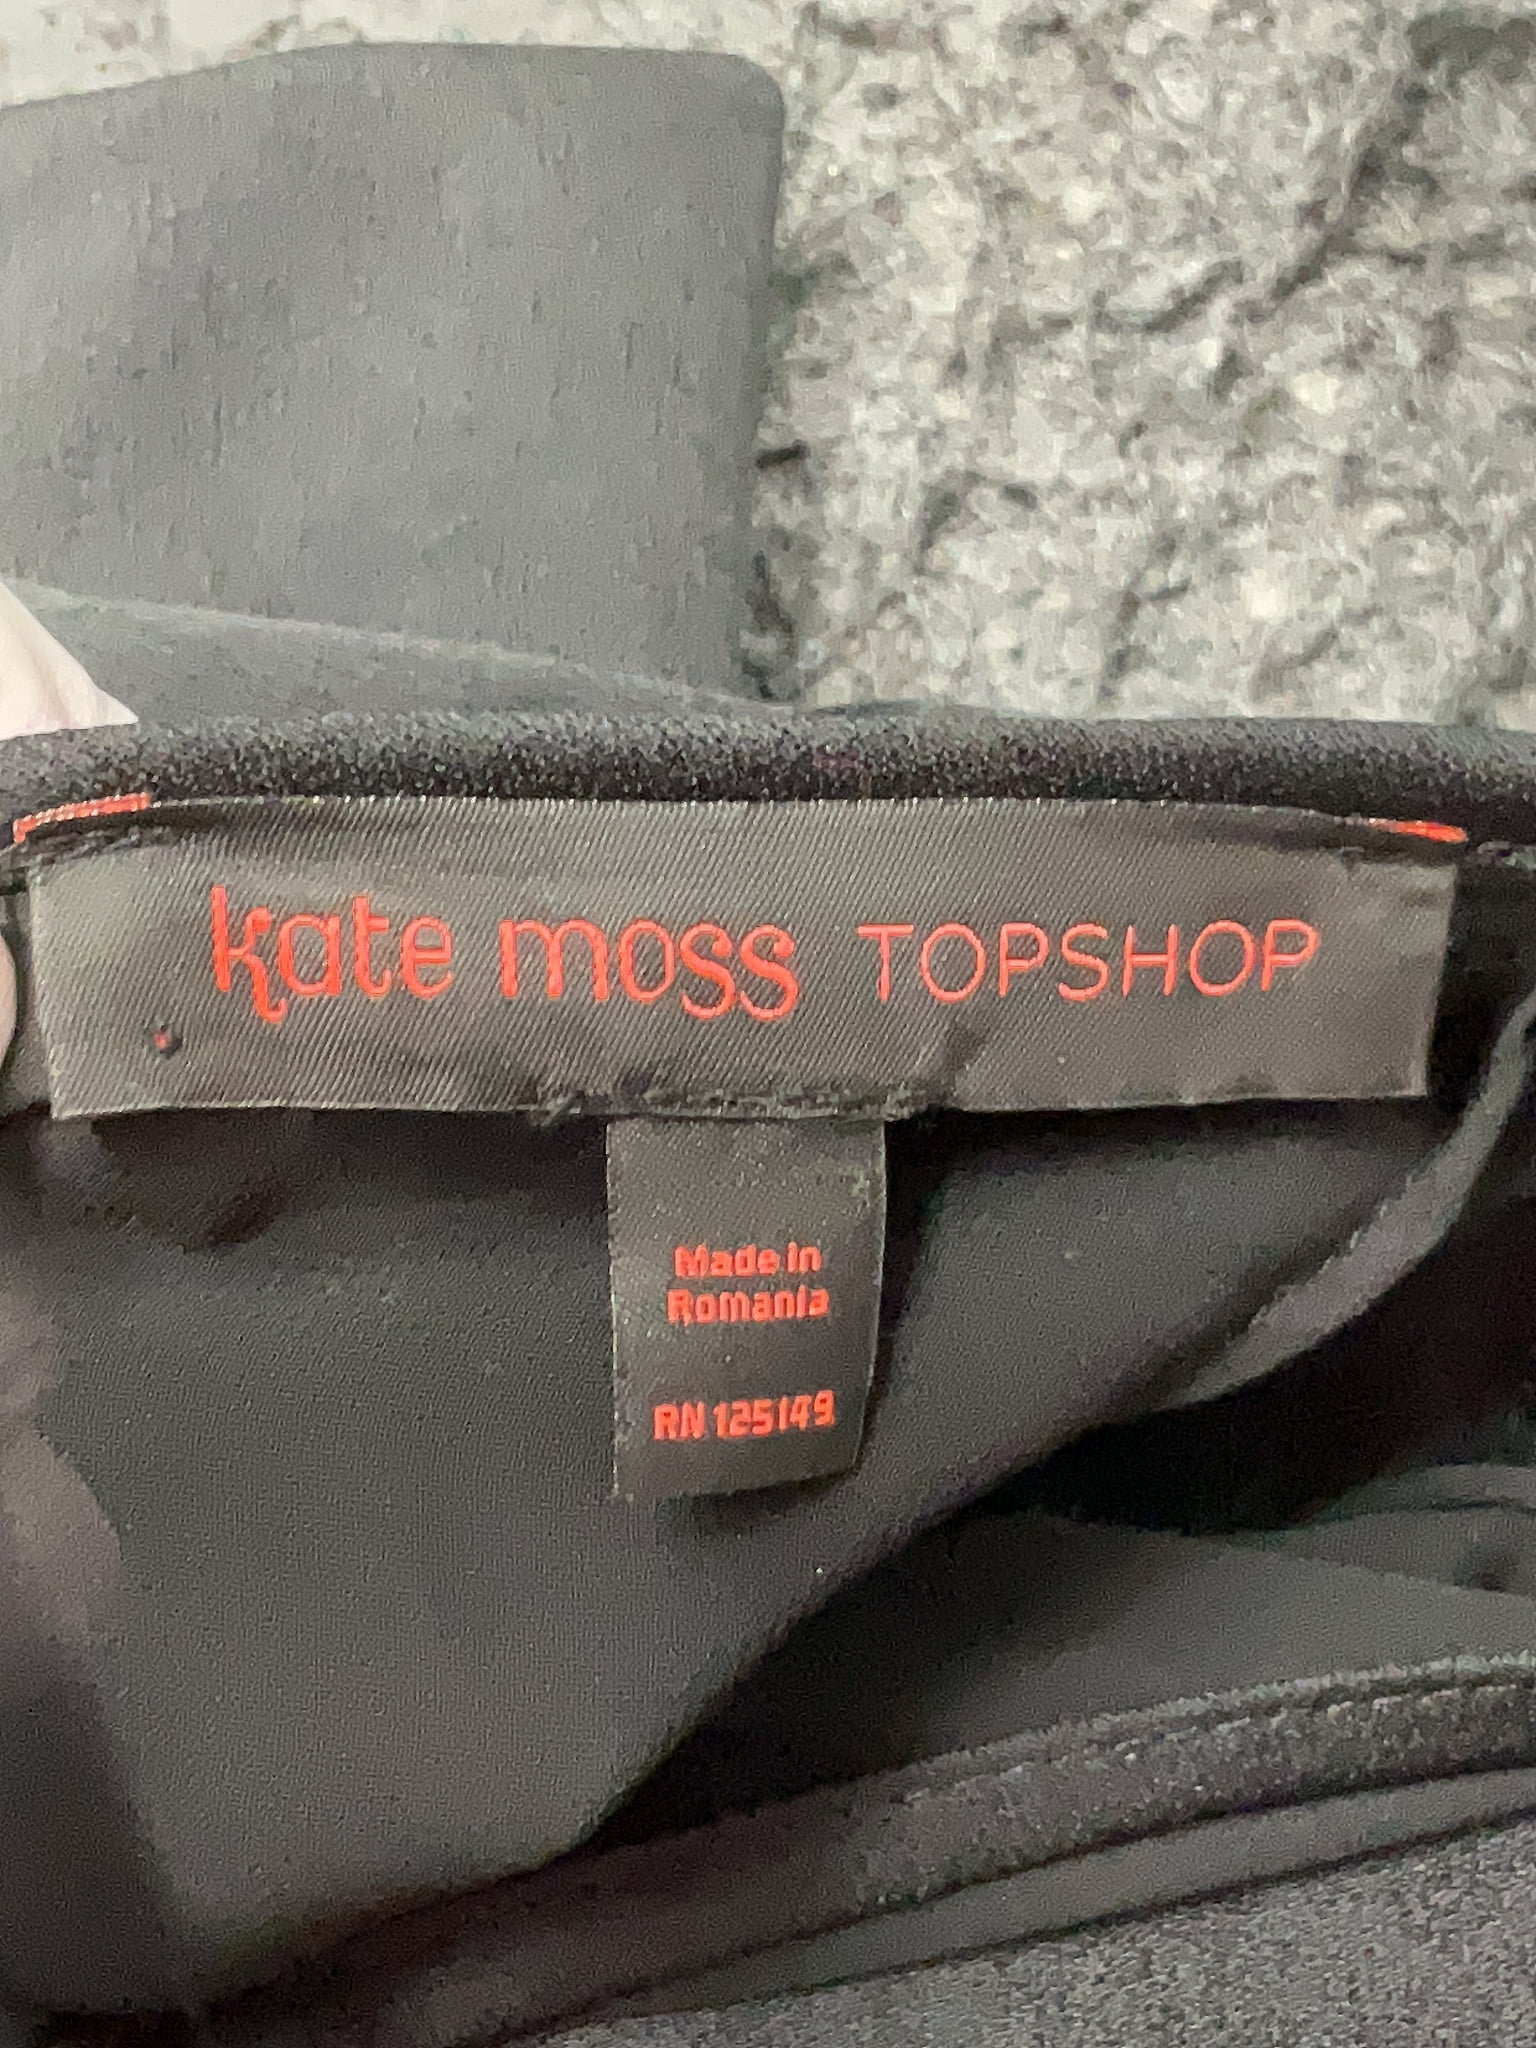 kate moss TOPSHOP
Made in
Romania
RN 125149